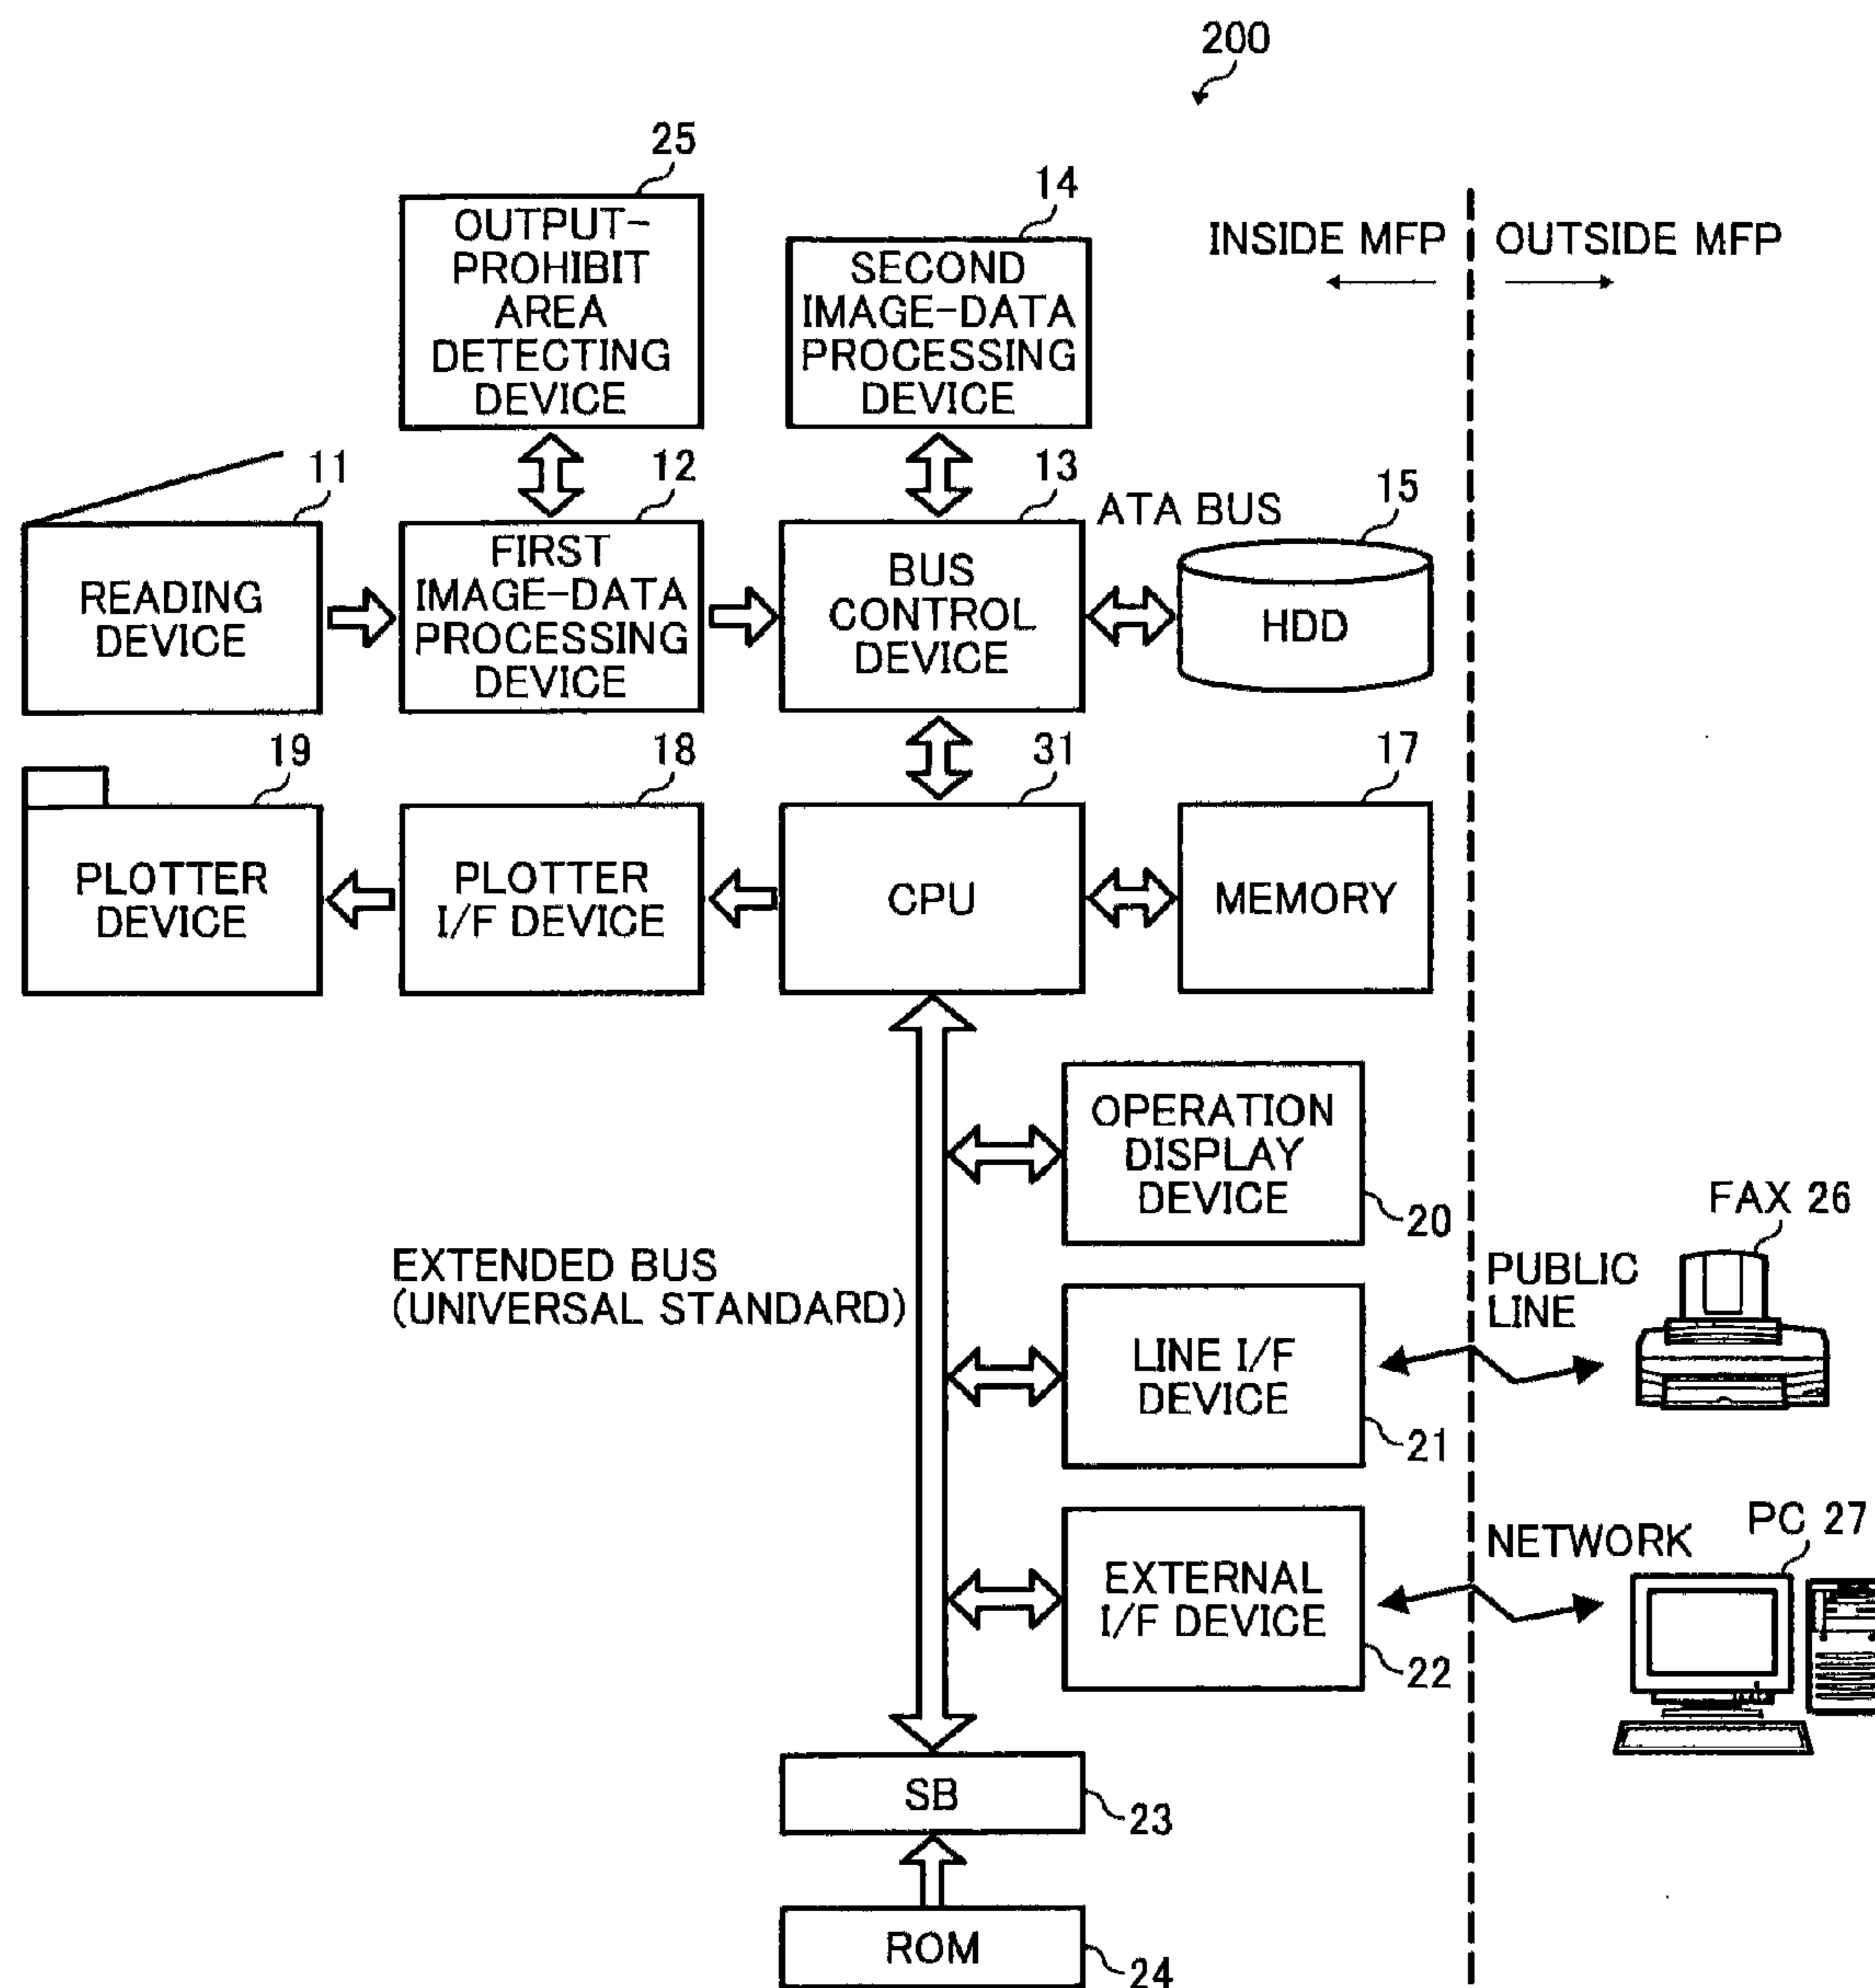 200
25
14
OUTPUT-
PROHIBIT
AREA
DETECTING
DEVICE
SECOND
IMAGE-DATA
PROCESSING
DEVICE
INSIDE MFP
OUTSIDE MFP
11
12
13
ATA BUS
15
READING
DEVICE
FIRST
IMAGE-DATA
PROCESSING
DEVICE
BUS
CONTROL
DEVICE
HDD
19
18
31
17
PLOTTER
DEVICE
PLOTTER
I/F DEVICE
CPU
MEMORY
OPERATION
DISPLAY
DEVICE
20
FAX 26
EXTENDED BUS
(UNIVERSAL STANDARD)
PUBLIC
LINE
LINE I/F
DEVICE
21
PC 27
NETWORK
EXTERNAL
I/F DEVICE
22
SB
23
ROM
24